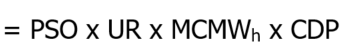 = PSO x UR x MCMWₕ x CDP